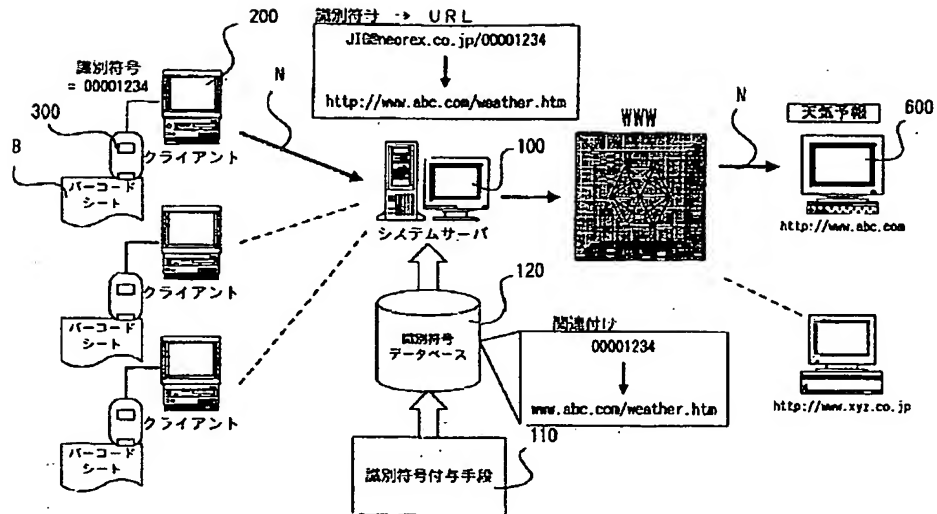 200
識別符号 → URL
JIG@neorex.co.jp/00001234
http://www.abc.com/weather.htm
識別符号
= 00001234
N
300
クライアント
B
バーコード
シート
100
システムサーバ
WWW
N
天気予報
600
http://www.abc.com
クライアント
バーコード
シート
120
識別符号
データベース
関連付け
00001234
www.abc.com/weather.htm
http://www.xyz.co.jp
クライアント
バーコード
シート
110
識別符号付与手段